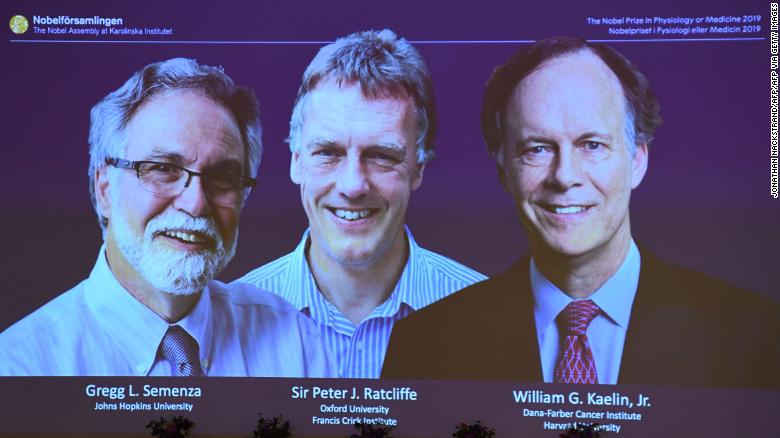 Nobelförsamlingen
The Nobel Assembly at Karolinska Institutet
The Nobel Prize in Physiology or Medicine 2019
Nobelpriset i Fysiologi eller Medicin 2019
Gregg L. Semenza
Johns Hopkins University
Sir Peter J. Ratcliffe
Oxford University
Francis Crick Institute
William G. Kaelin, Jr.
Dana-Farber Cancer Institute
Harvard University
JONATHAN NACKSTRAND/AFP/AFP VIA GETTY IMAGES